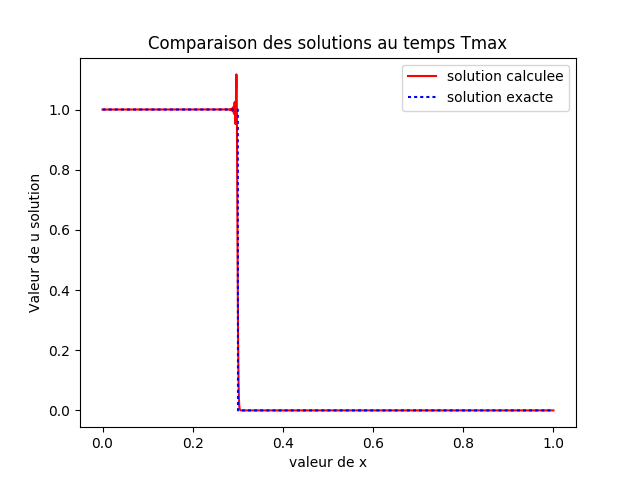 Comparaison des solutions au temps Tmax
solution calculee
solution exacte
Valeur de u solution
1.0
0.8
0.6
0.4
0.2
0.0
0.0 0.2 0.4 0.6 0.8 1.0
valeur de x